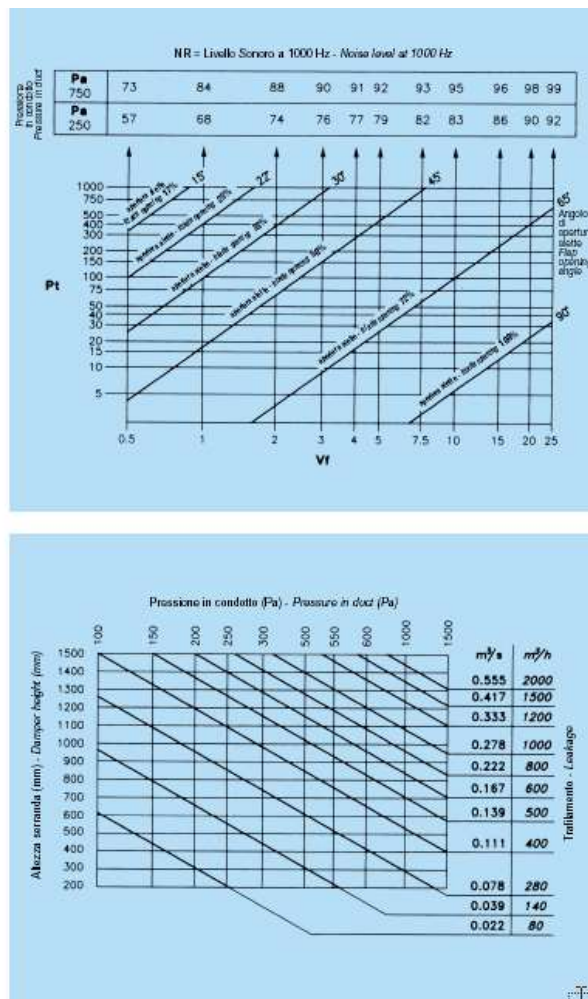 NR = Livello Sonoro a 1000 Hz - Noise level at 1000 Hz
Pressione in condotto
Pressure in duct
Pa 750 73 84 88 90 91 92 93 95 96 98 99
Pa 250 57 68 74 76 77 79 82 83 86 90 92
15' 22' 30' 45' 65' 90'
Angolo di apertura alette
Flap opening angle
Pt
1000
750
500
400
300
200
150
100
75
50
40
30
20
15
10
5
0.5 1 2 3 4 5 7.5 10 15 20 25
Vf
Pressione in condotto (Pa) - Pressure in duct (Pa)
100 150 200 250 300 500 550 600 1000 1500
Altezza serranda (mm) - Damper height (mm)
1500
1400
1300
1200
1100
1000
900
800
700
600
500
400
300
200
m³/s m³/h
0.555 2000
0.417 1500
0.333 1200
0.278 1000
0.222 800
0.167 600
0.139 500
0.111 400
0.078 280
0.039 140
0.022 80
Trafilamento - Leakage